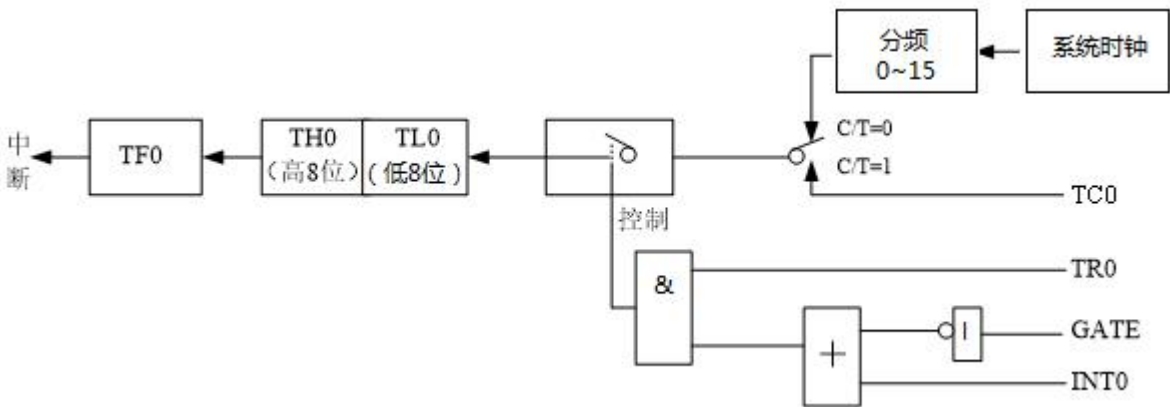 分频
0~15
系统时钟
C/T=0
C/T=1
中
断
TF0
TH0
（高8位）
TL0
（低8位）
TC0
控制
&
TR0
+
GATE
INT0